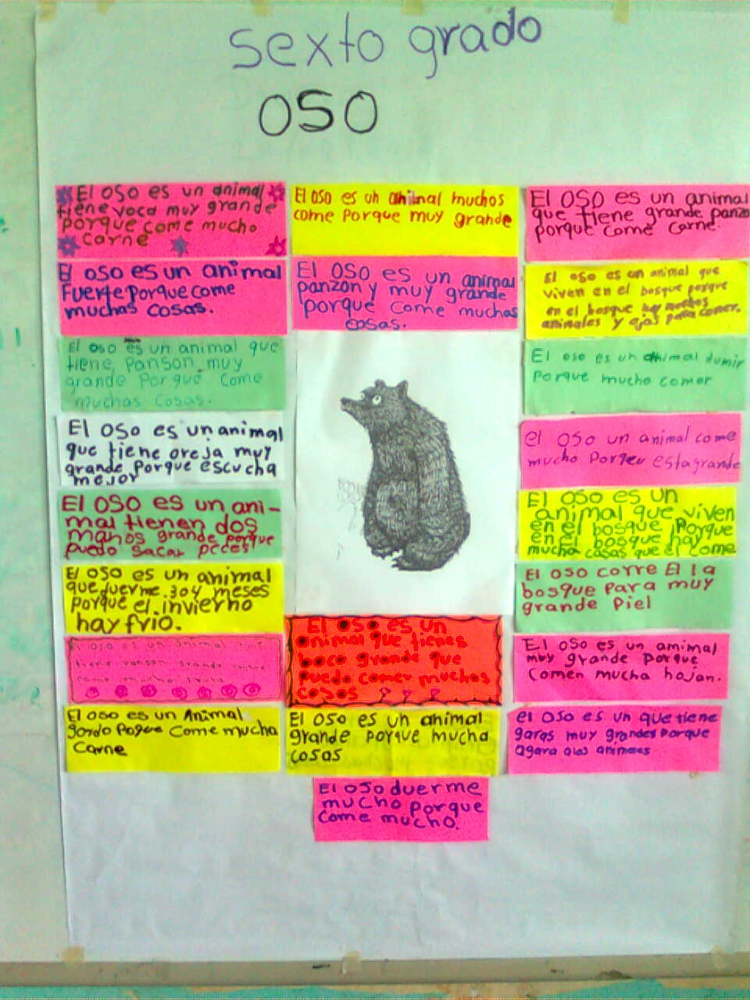 sexto grado
oso
El oso es un animal
tiene voca muy grande
porque come mucho
carne
El oso es un animal muchos
come Porque muy grande
El OSO es un animal
que tiene grande panzo
porque come carne.
El oso es un animal
Fuerte Porque come
muchas cosas.
El OSO es un animal
panzon y muy grande
porque come muchas
cosas.
El oso es un animal que
viven en el bosque porque
en el bosque hay muchos
animales y ojas para comer.
El oso es un animal que
tiene Panson muy
grande Porque Come
muchas Cosas.
El oso es un animal dumir
Porque mucho comer
El oso es un animal
que tiene oreja muy
grande Porque escucha
mejor
el oso un animal come
mucho Porqeu esta grande
El oso es un ani-
mal tienen dos
manos grande porque
puedo sacar peces
El oso es un
animal que viven
en el bosque Porque
en el bosque hay
mucha cosas que el come
El oso es un animal
que duerme 304 meses
porque el invierno
hay frio.
El oso corre El la
bosque Para muy
grande Piel
El oso es un animal que
tiene grande
come mucho
El oso es un
animal que tienes
boca grande que
puedo comer muchos
cosos
El oso es un amimal
muy grande Porque
Comen mucha hojan.
El oso es un Animal
gordo Poque Come mucha
Carne
El oso es un animal
grande porque mucha
cosas
el oso es un que tiene
garas muy grandes Porque
agara alas animales
El oso duerme
mucho porque
come mucho.